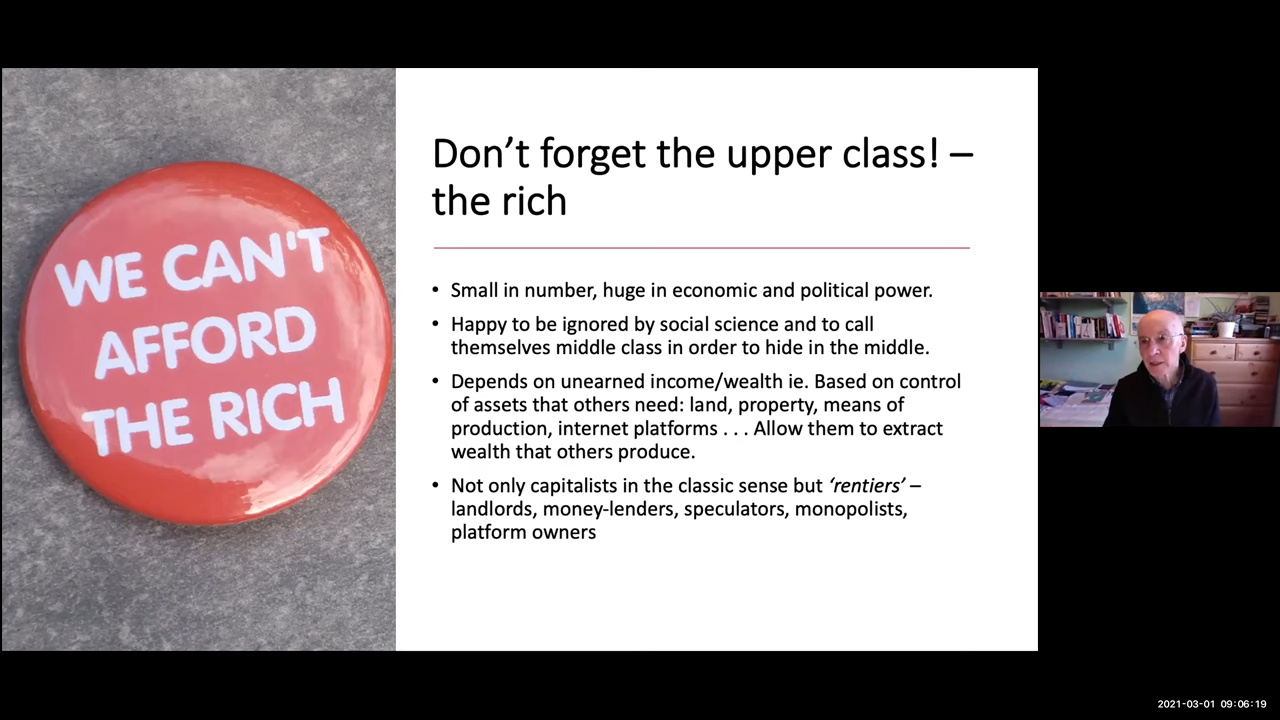 WE CAN'T
AFFORD
THE RICH
Don’t forget the upper class! –
the rich
• Small in number, huge in economic and political power.
• Happy to be ignored by social science and to call
themselves middle class in order to hide in the middle.
• Depends on unearned income/wealth ie. Based on control
of assets that others need: land, property, means of
production, internet platforms . . . Allow them to extract
wealth that others produce.
• Not only capitalists in the classic sense but ‘rentiers’ –
landlords, money-lenders, speculators, monopolists,
platform owners
2021-03-01 09:06:19